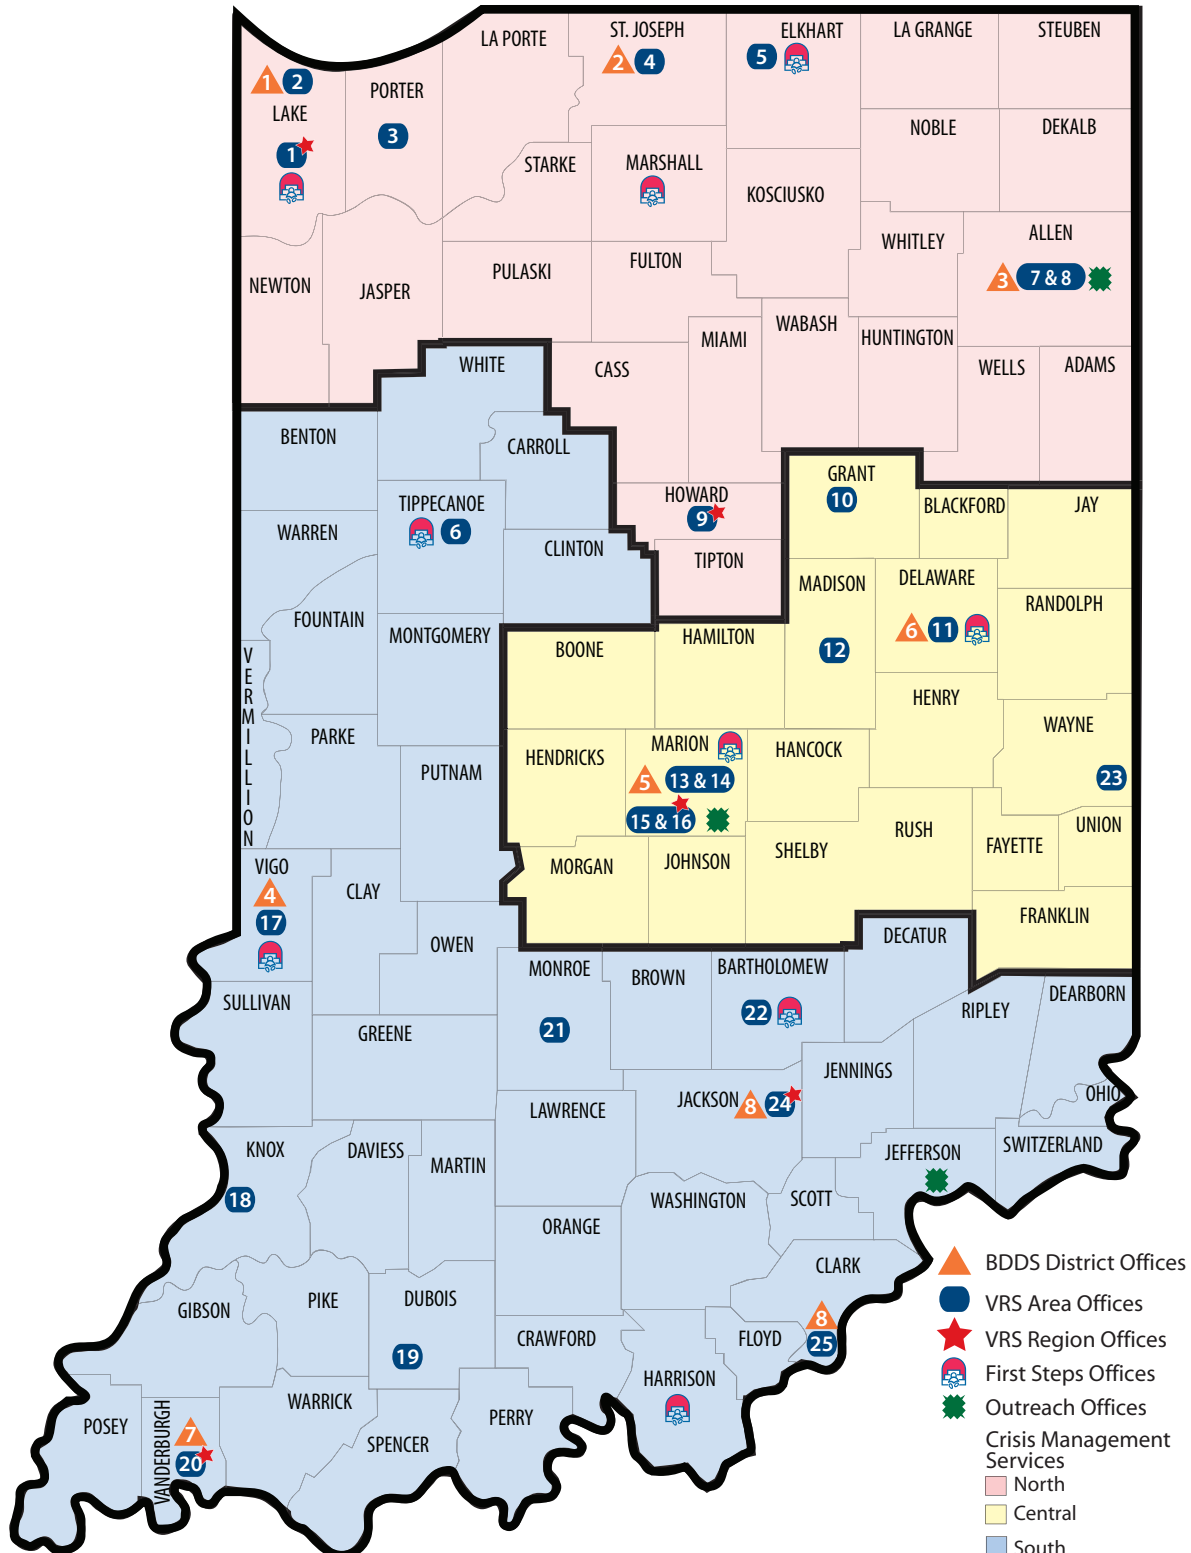 LA PORTE
ST. JOSEPH
2 4
5 ELKHART
LA GRANGE
STEUBEN
1 2
LAKE
1
PORTER
3
STARKE
MARSHALL
KOSCIUSKO
NOBLE
DEKALB
WHITLEY
ALLEN
3 7 & 8
NEWTON
JASPER
PULASKI
FULTON
MIAMI
WABASH
HUNTINGTON
WELLS
ADAMS
WHITE
CASS
BENTON
CARROLL
HOWARD
9
TIPTON
GRANT
10
BLACKFORD
JAY
WARREN
TIPPECANOE
6
CLINTON
MADISON
12
DELAWARE
6 11
RANDOLPH
FOUNTAIN
MONTGOMERY
BOONE
HAMILTON
HENRY
WAYNE
23
VERMILLION
PARKE
PUTNAM
HENDRICKS
MARION
5 13 & 14
15 & 16
HANCOCK
RUSH
FAYETTE
UNION
MORGAN
JOHNSON
SHELBY
FRANKLIN
VIGO
4
17
CLAY
OWEN
MONROE
21
BROWN
BARTHOLOMEW
22
DECATUR
RIPLEY
DEARBORN
SULLIVAN
GREENE
LAWRENCE
JACKSON 8 24
JENNINGS
OHIO
KNOX
18
DAVIESS
MARTIN
JEFFERSON
SWITZERLAND
WASHINGTON
SCOTT
ORANGE
CLARK
8
25
GIBSON
PIKE
DUBOIS
19
CRAWFORD
FLOYD
HARRISON
POSEY
VANDERBURGH
7
20
WARRICK
SPENCER
PERRY
BDDS District Offices
VRS Area Offices
VRS Region Offices
First Steps Offices
Outreach Offices
Crisis Management
Services
North
Central
South